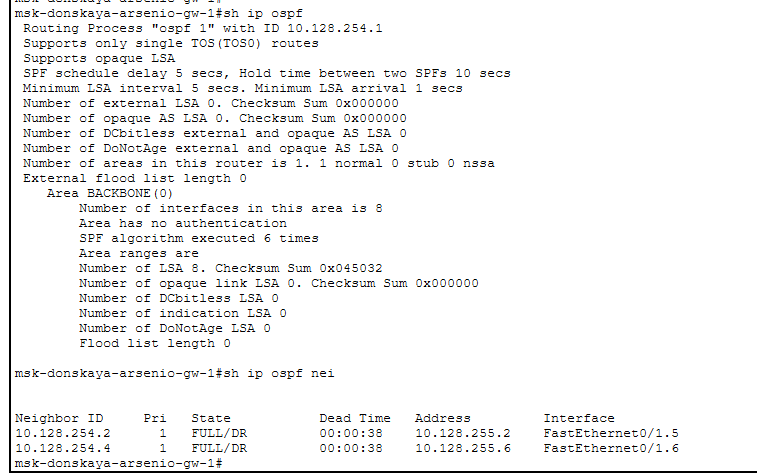 msk-donskaya-arsenio-gw-1#sh ip ospf
Routing Process "ospf 1" with ID 10.128.254.1
Supports only single TOS(TOS0) routes
Supports opaque LSA
SPF schedule delay 5 secs, Hold time between two SPFs 10 secs
Minimum LSA interval 5 secs. Minimum LSA arrival 1 secs
Number of external LSA 0. Checksum Sum 0x000000
Number of opaque AS LSA 0. Checksum Sum 0x000000
Number of DCbitless external and opaque AS LSA 0
Number of DoNotAge external and opaque AS LSA 0
Number of areas in this router is 1. 1 normal 0 stub 0 nssa
External flood list length 0
Area BACKBONE(0)
Number of interfaces in this area is 8
Area has no authentication
SPF algorithm executed 6 times
Area ranges are
Number of LSA 8. Checksum Sum 0x045032
Number of opaque link LSA 0. Checksum Sum 0x000000
Number of DCbitless LSA 0
Number of indication LSA 0
Number of DoNotAge LSA 0
Flood list length 0
msk-donskaya-arsenio-gw-1#sh ip ospf nei
Neighbor ID Pri State Dead Time Address Interface
10.128.254.2 1 FULL/DR 00:00:38 10.128.255.2 FastEthernet0/1.5
10.128.254.4 1 FULL/DR 00:00:38 10.128.255.6 FastEthernet0/1.6
msk-donskaya-arsenio-gw-1#